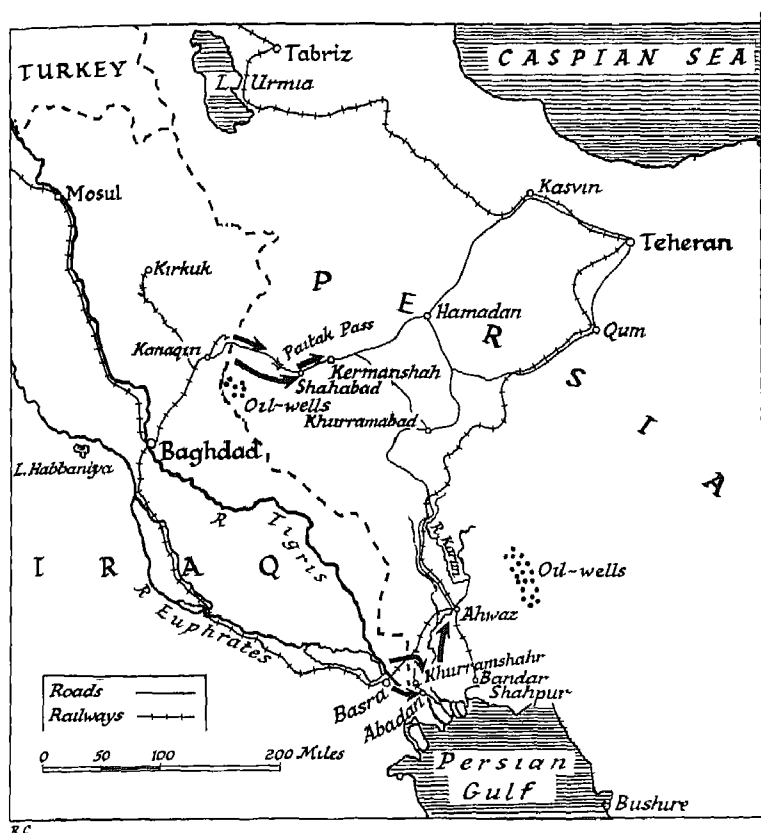 Tabriz
CASPIAN SEA
TURKEY
L. Urmia
Mosul
Kasvin
Teheran
Kirkuk
PERSIA
Hamadan
Qum
Kanaqin
Paitak Pass
Kermanshah
Shahabad
Oil-wells
Khurramabad
Baghdad
L. Habbaniya
R Tigris
R. Karun
IRAQ
Oil-wells
R Euphrates
Ahwaz
Khurramshahr
Basra
Abadan
Bandar
Shahpur
Roads
Railways
0 50 100 200 Miles
Persian
Gulf
Bushire
R.C.